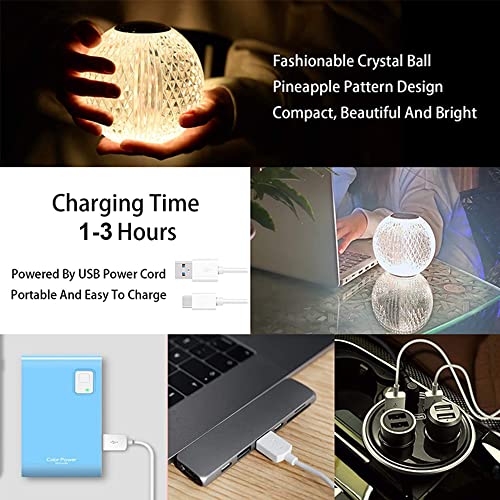 Fashionable Crystal Ball
Pineapple Pattern Design
Compact, Beautiful And Bright
Charging Time
1-3 Hours
Powered By USB Power Cord
Portable And Easy To Charge
Color Power